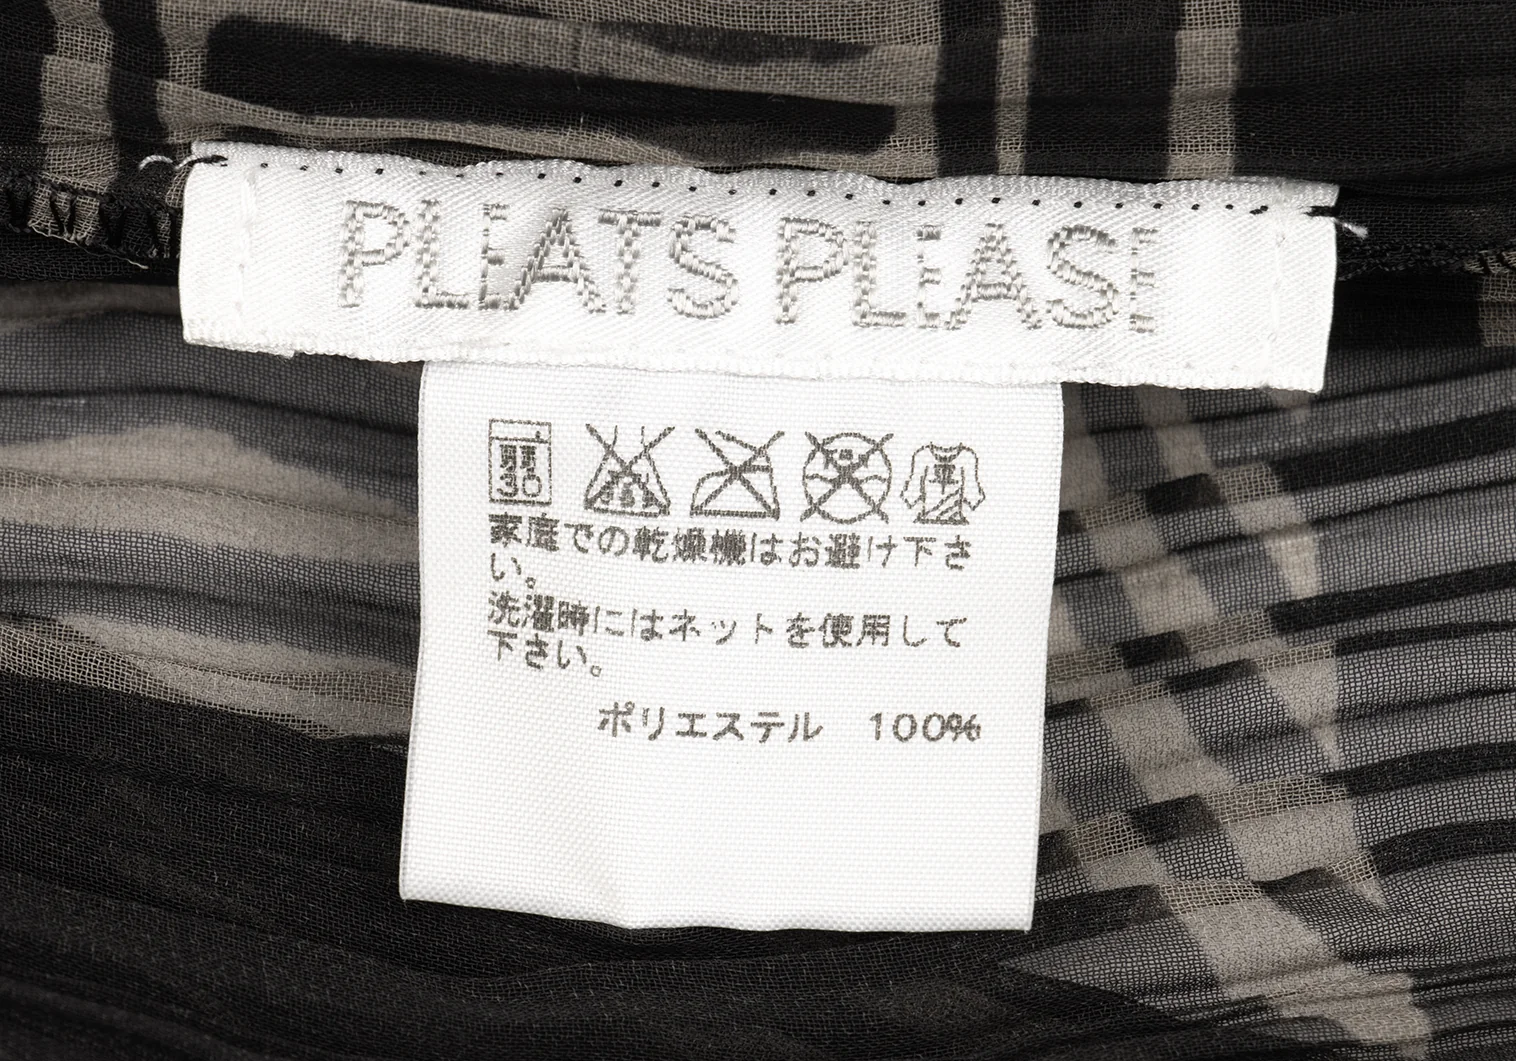 PLEATS PLEASE
弱
30
平
家庭での乾燥機はお避け下さ
い。
洗濯時にはネットを使用して
下さい。
ポリエステル 100%